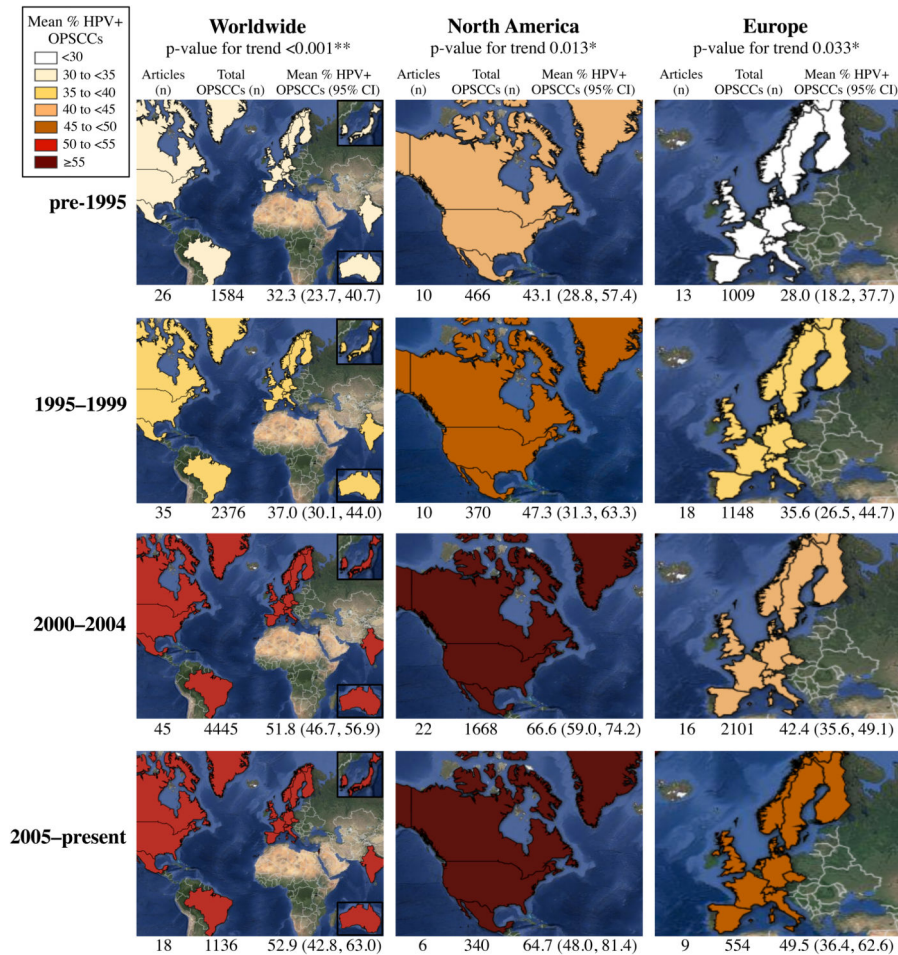 Mean % HPV+
OPSCCs
<30
30 to <35
35 to <40
40 to <45
45 to <50
50 to <55
≥55
Worldwide
p-value for trend <0.001**
Articles (n)
Total OPSCCs (n)
Mean % HPV+ OPSCCs (95% CI)
North America
p-value for trend 0.013*
Articles (n)
Total OPSCCs (n)
Mean % HPV+ OPSCCs (95% CI)
Europe
p-value for trend 0.033*
Articles (n)
Total OPSCCs (n)
Mean % HPV+ OPSCCs (95% CI)
pre-1995
26 1584 32.3 (23.7, 40.7) 10 466 43.1 (28.8, 57.4) 13 1009 28.0 (18.2, 37.7)
1995–1999
35 2376 37.0 (30.1, 44.0) 10 370 47.3 (31.3, 63.3) 18 1148 35.6 (26.5, 44.7)
2000–2004
45 4445 51.8 (46.7, 56.9) 22 1668 66.6 (59.0, 74.2) 16 2101 42.4 (35.6, 49.1)
2005–present
18 1136 52.9 (42.8, 63.0) 6 340 64.7 (48.0, 81.4) 9 554 49.5 (36.4, 62.6)